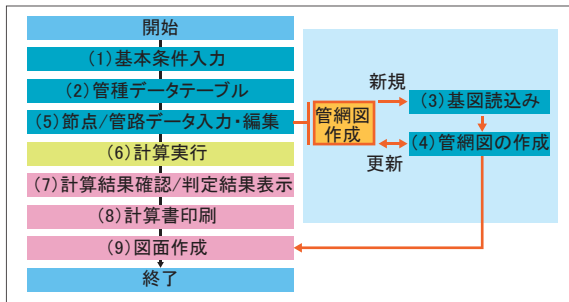 開始
(1)基本条件入力
(2)管種データテーブル
(5)節点/管路データ入力・編集
(6)計算実行
(7)計算結果確認/判定結果表示
(8)計算書印刷
(9)図面作成
終了
管網図
作成
新規
更新
(3)基図読込み
(4)管網図の作成